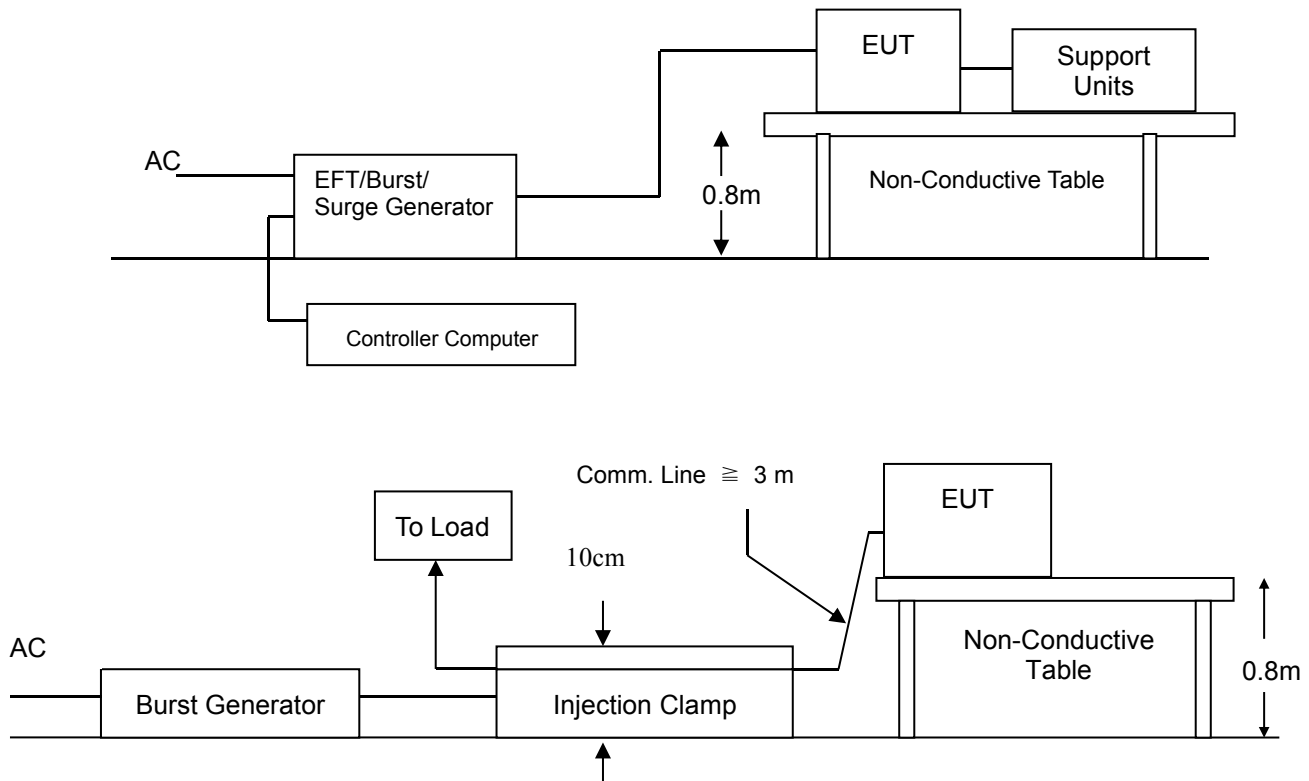 EUT
Support
Units
AC
EFT/Burst/
Surge Generator
0.8m
Non-Conductive Table
Controller Computer
Comm. Line ≧ 3 m
EUT
To Load
10cm
AC
Non-Conductive
Table
0.8m
Burst Generator
Injection Clamp